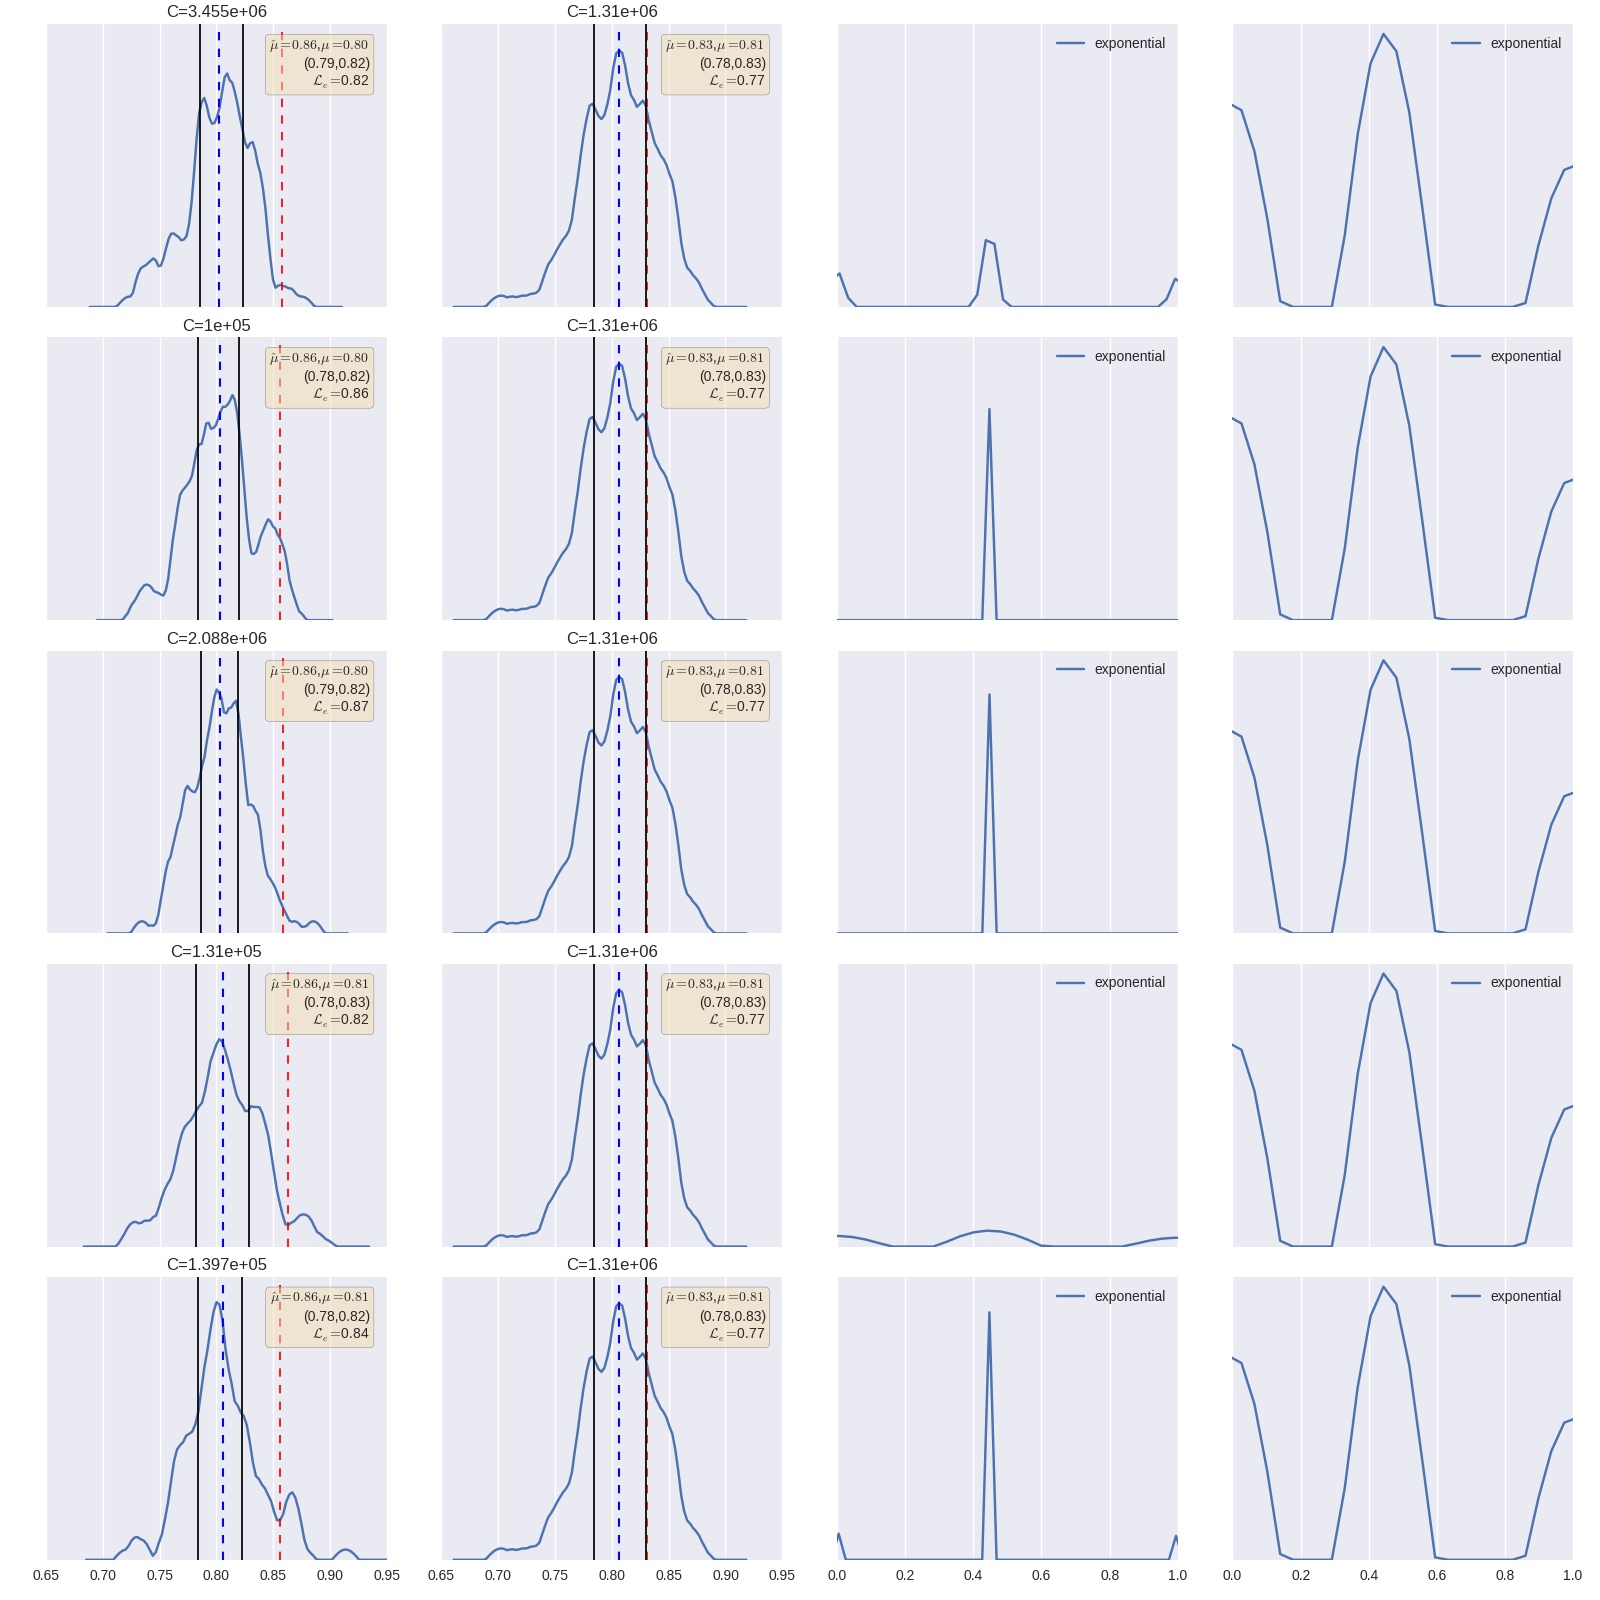 C=3.455e+06
μ̂=0.86,μ=0.80
(0.79,0.82)
ℒₑ=0.82
C=1.31e+06
μ̂=0.83,μ=0.81
(0.78,0.83)
ℒₑ=0.77
exponential
exponential
C=1e+05
μ̂=0.86,μ=0.80
(0.78,0.82)
ℒₑ=0.86
C=1.31e+06
μ̂=0.83,μ=0.81
(0.78,0.83)
ℒₑ=0.77
exponential
exponential
C=2.088e+06
μ̂=0.86,μ=0.80
(0.79,0.82)
ℒₑ=0.87
C=1.31e+06
μ̂=0.83,μ=0.81
(0.78,0.83)
ℒₑ=0.77
exponential
exponential
C=1.31e+05
μ̂=0.86,μ=0.81
(0.78,0.83)
ℒₑ=0.82
C=1.31e+06
μ̂=0.83,μ=0.81
(0.78,0.83)
ℒₑ=0.77
exponential
exponential
C=1.397e+05
μ̂=0.86,μ=0.81
(0.78,0.82)
ℒₑ=0.84
C=1.31e+06
μ̂=0.83,μ=0.81
(0.78,0.83)
ℒₑ=0.77
exponential
exponential
0.65 0.70 0.75 0.80 0.85 0.90 0.95
0.65 0.70 0.75 0.80 0.85 0.90 0.95
0.0 0.2 0.4 0.6 0.8 1.0
0.0 0.2 0.4 0.6 0.8 1.0